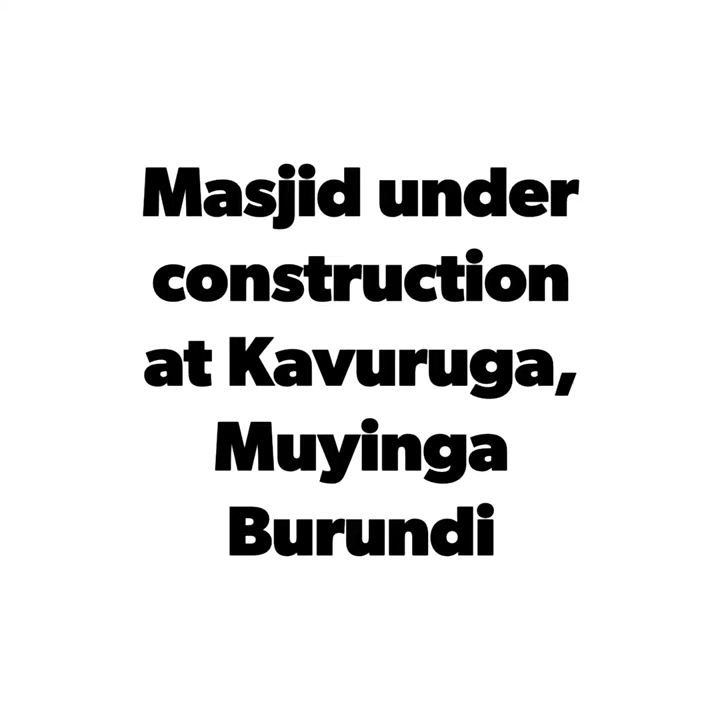 Masjid under
construction
at Kavuruga,
Muyinga
Burundi